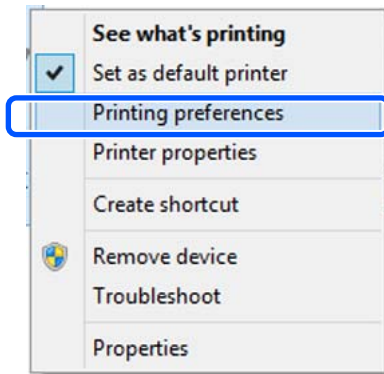 See what's printing
Set as default printer
Printing preferences
Printer properties
Create shortcut
Remove device
Troubleshoot
Properties